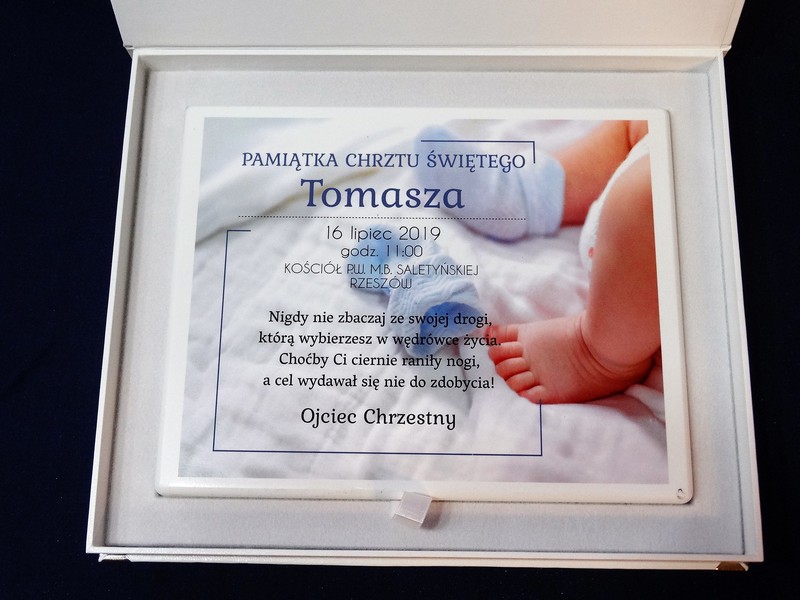 PAMIĄTKA CHRZTU ŚWIĘTEGO
Tomasza
16 lipiec 2019
godz. 11:00
KOŚCIÓŁ P.W. M.B. SALETYŃSKIEJ
RZESZÓW
Nigdy nie zbaczaj ze swojej drogi,
którą wybierzesz w wędrówce życia.
Choćby Ci ciernie raniły nogi,
a cel wydawał się nie do zdobycia!
Ojciec Chrzestny